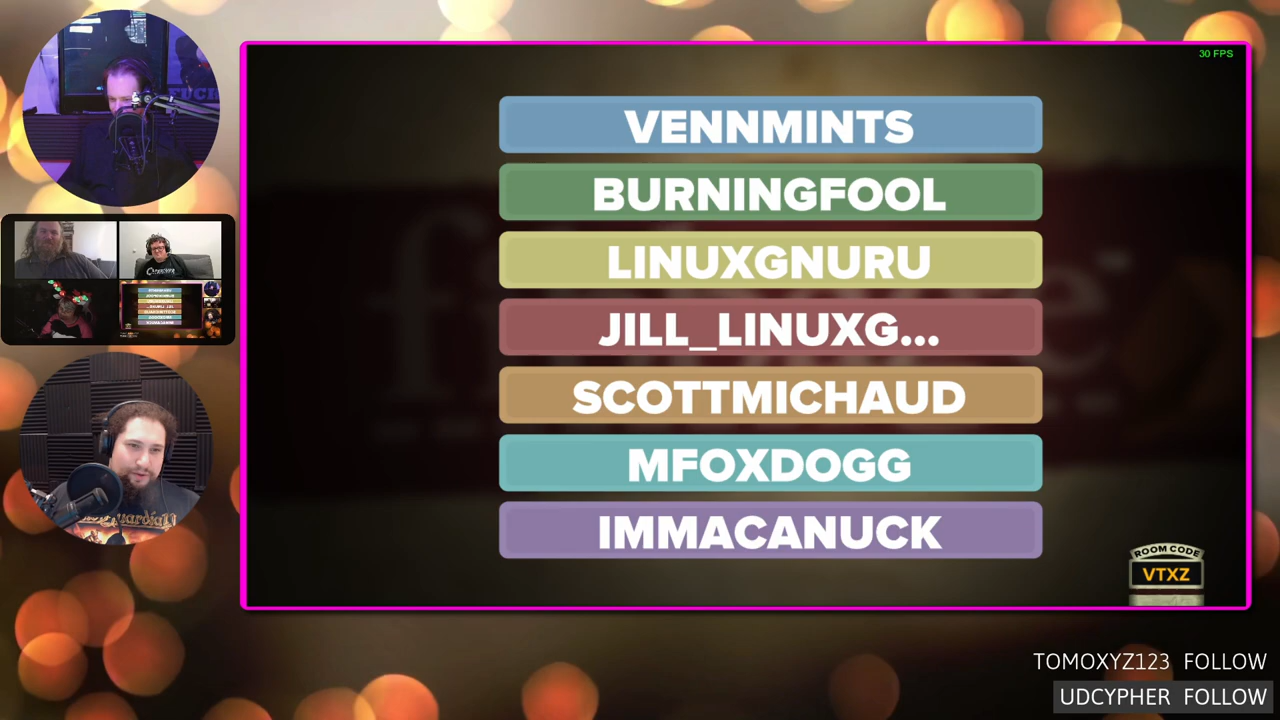 30 FPS
VENNMINTS
BURNINGFOOL
LINUXGNURU
JILL_LINUXG...
SCOTTMICHAUD
MFOXDOGG
IMMACANUCK
ROOM CODE
VTXZ
TOMOXYZ123 FOLLOW
UDCYPHER FOLLOW